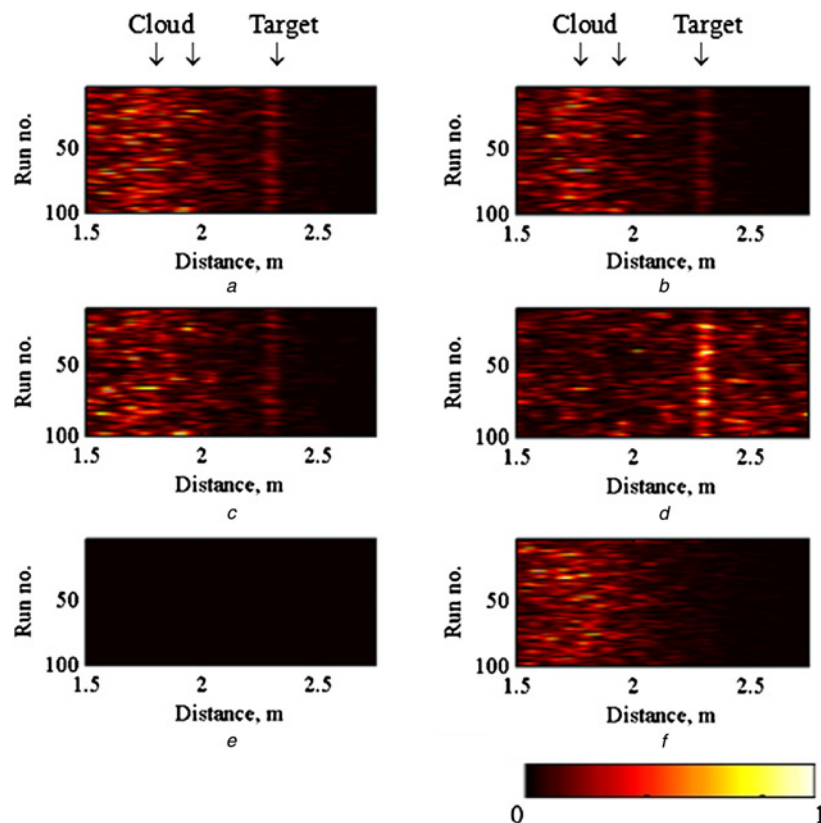 Cloud Target
Cloud Target
Run no.
50
100
1.5 2 2.5
Distance, m
a
Run no.
50
100
1.5 2 2.5
Distance, m
b
Run no.
50
100
1.5 2 2.5
Distance, m
c
Run no.
50
100
1.5 2 2.5
Distance, m
d
Run no.
50
100
1.5 2 2.5
Distance, m
e
Run no.
50
100
1.5 2 2.5
Distance, m
f
0 1